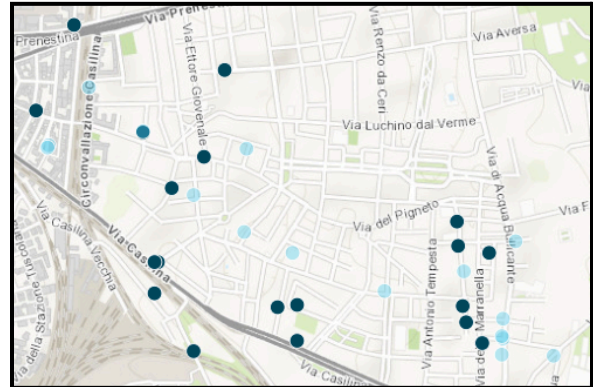 Via Prenestina
Prenestina
Via Aversa
Via Ettore Giovenale
Via Renzo da Ceri
Circonvallazione Casilina
Via Luchino dal Verme
Via di Acqua Bullicante
Via del Pigneto
Via F
Via Casilina Vecchia
Via Casilina
Via della Stazione Tuscolana
Via Antonio Tempesta
Via della Marranella
Via Casilin